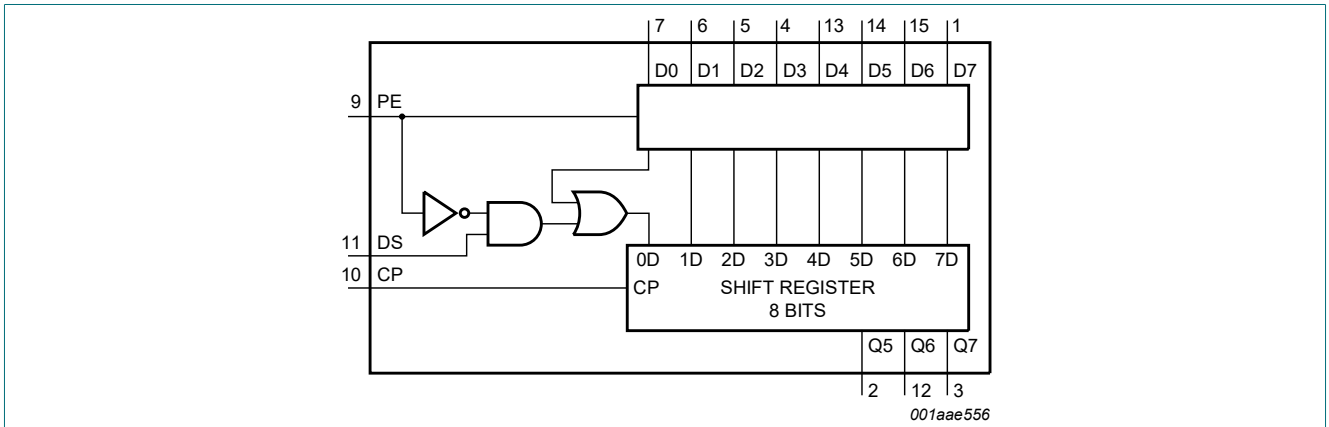 7 6 5 4 13 14 15 1
D0 D1 D2 D3 D4 D5 D6 D7
9 PE
11 DS
10 CP
0D 1D 2D 3D 4D 5D 6D 7D
CP SHIFT REGISTER
8 BITS
Q5 Q6 Q7
2 12 3
001aae556